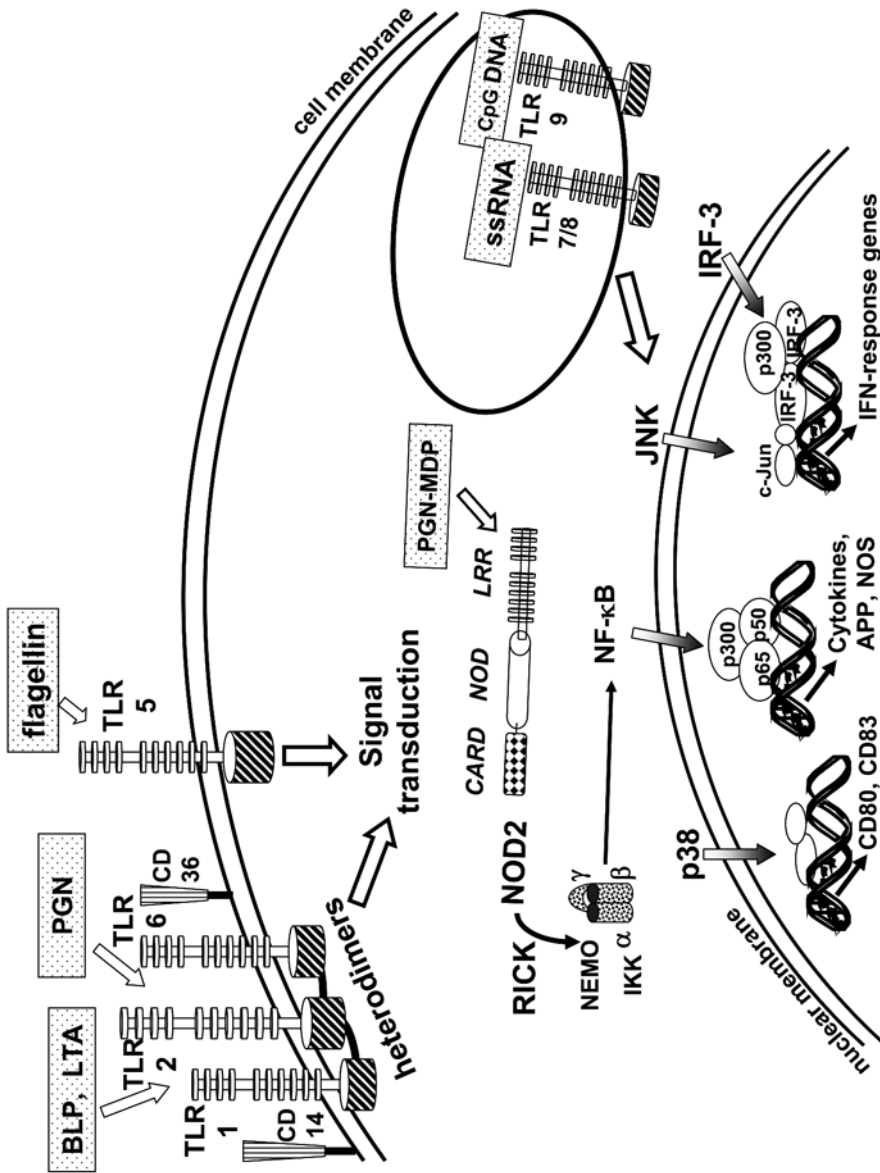 BLP, LTA
PGN
flagellin
TLR
1
TLR
2
TLR
6
TLR
5
CD
14
CD
36
cell membrane
heterodimers
Signal
transduction
ssRNA
CpG DNA
TLR
7/8
TLR
9
PGN-MDP
CARD NOD LRR
NOD2
RICK
NEMO
IKK
α
β
γ
NF-κB
JNK
IRF-3
p38
nuclear membrane
p300
p65
p50
c-Jun
IRF-3
IRF-3
p300
CD80, CD83
Cytokines,
APP, NOS
IFN-response genes